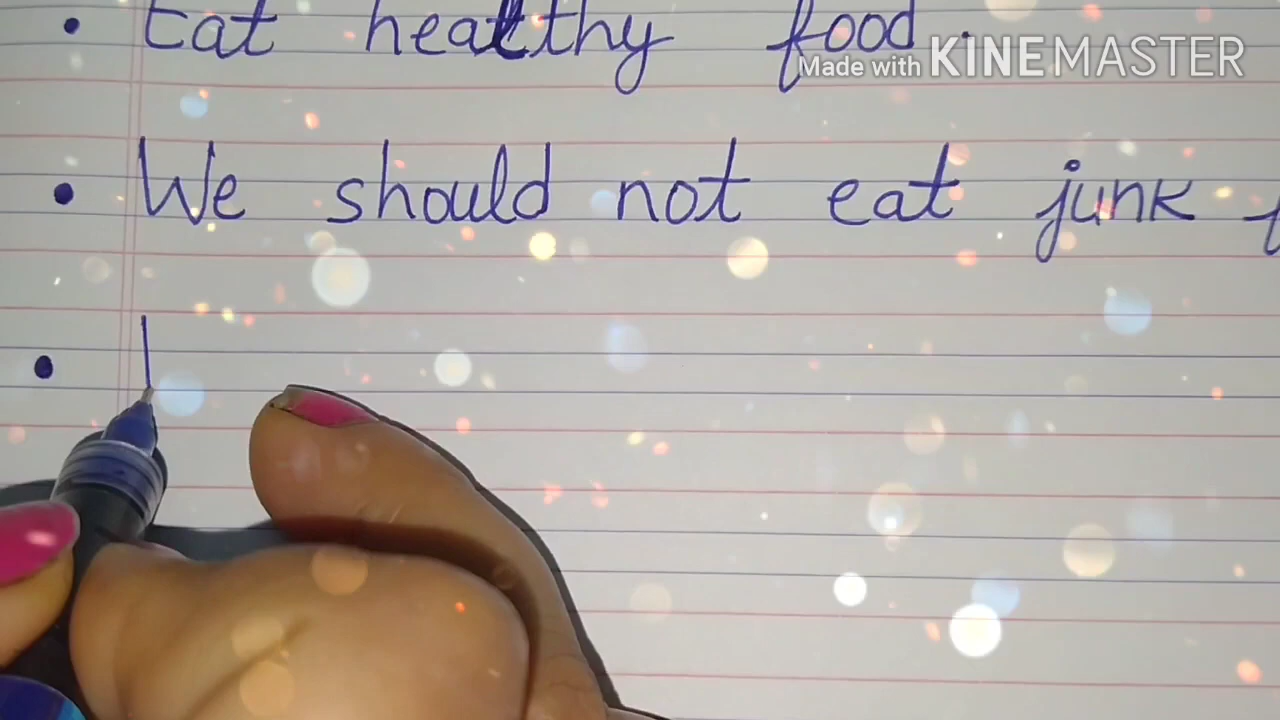 • Eat healthy food.
Made with KINEMASTER
• We should not eat junk
•